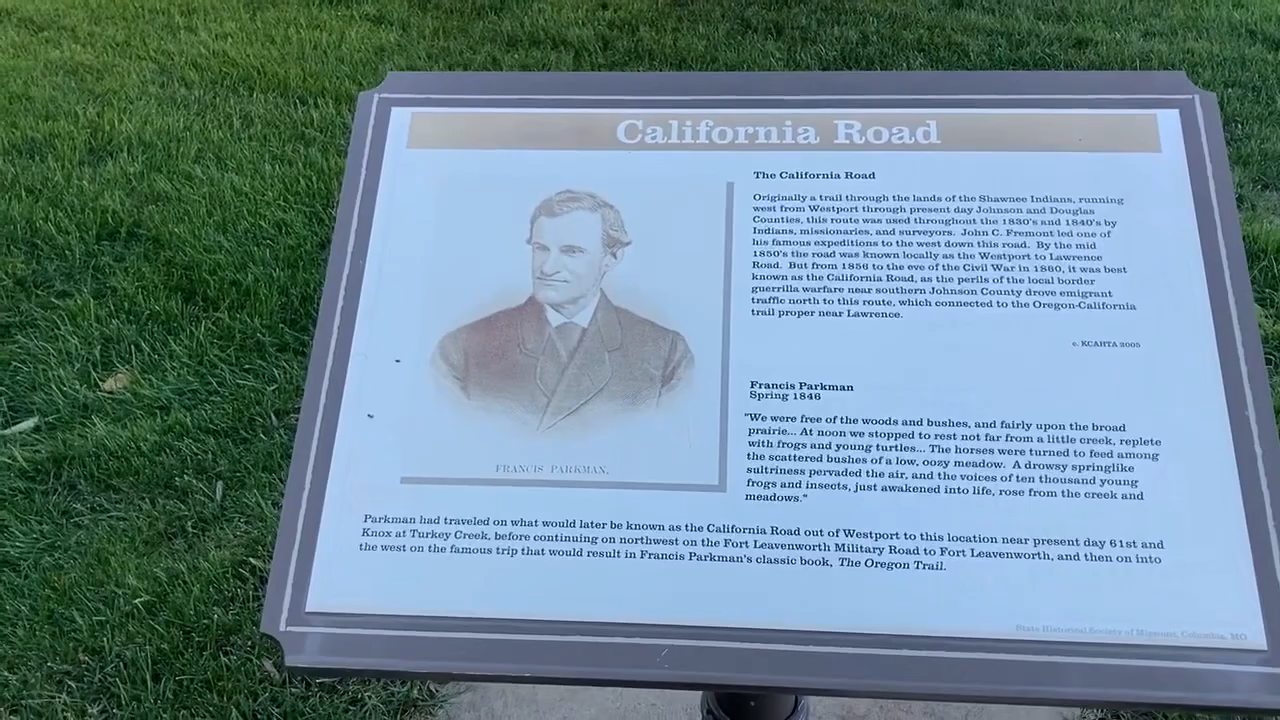 California Road
The California Road
Originally a trail through the lands of the Shawnee Indians, running
west from Westport through present day Johnson and Douglas
Counties, this route was used throughout the 1830's and 1840's by
Indians, missionaries, and surveyors. John C. Fremont led one of
his famous expeditions to the west down this road. By the mid
1850's the road was known locally as the Westport to Lawrence
Road. But from 1856 to the eve of the Civil War in 1860, it was best
known as the California Road, as the perils of the local border
guerrilla warfare near southern Johnson County drove emigrant
traffic north to this route, which connected to the Oregon-California
trail proper near Lawrence.
c. KCAHTA 2005
Francis Parkman
Spring 1846
"We were free of the woods and bushes, and fairly upon the broad
prairie... At noon we stopped to rest not far from a little creek, replete
with frogs and young turtles... The horses were turned to feed among
the scattered bushes of a low, oozy meadow. A drowsy springlike
sultriness pervaded the air, and the voices of ten thousand young
frogs and insects, just awakened into life, rose from the creek and
meadows."
FRANCIS PARKMAN.
Parkman had traveled on what would later be known as the California Road out of Westport to this location near present day 61st and
Knox at Turkey Creek, before continuing on northwest on the Fort Leavenworth Military Road to Fort Leavenworth, and then on into
the west on the famous trip that would result in Francis Parkman's classic book, The Oregon Trail.
State Historical Society of Missouri, Columbia, MO